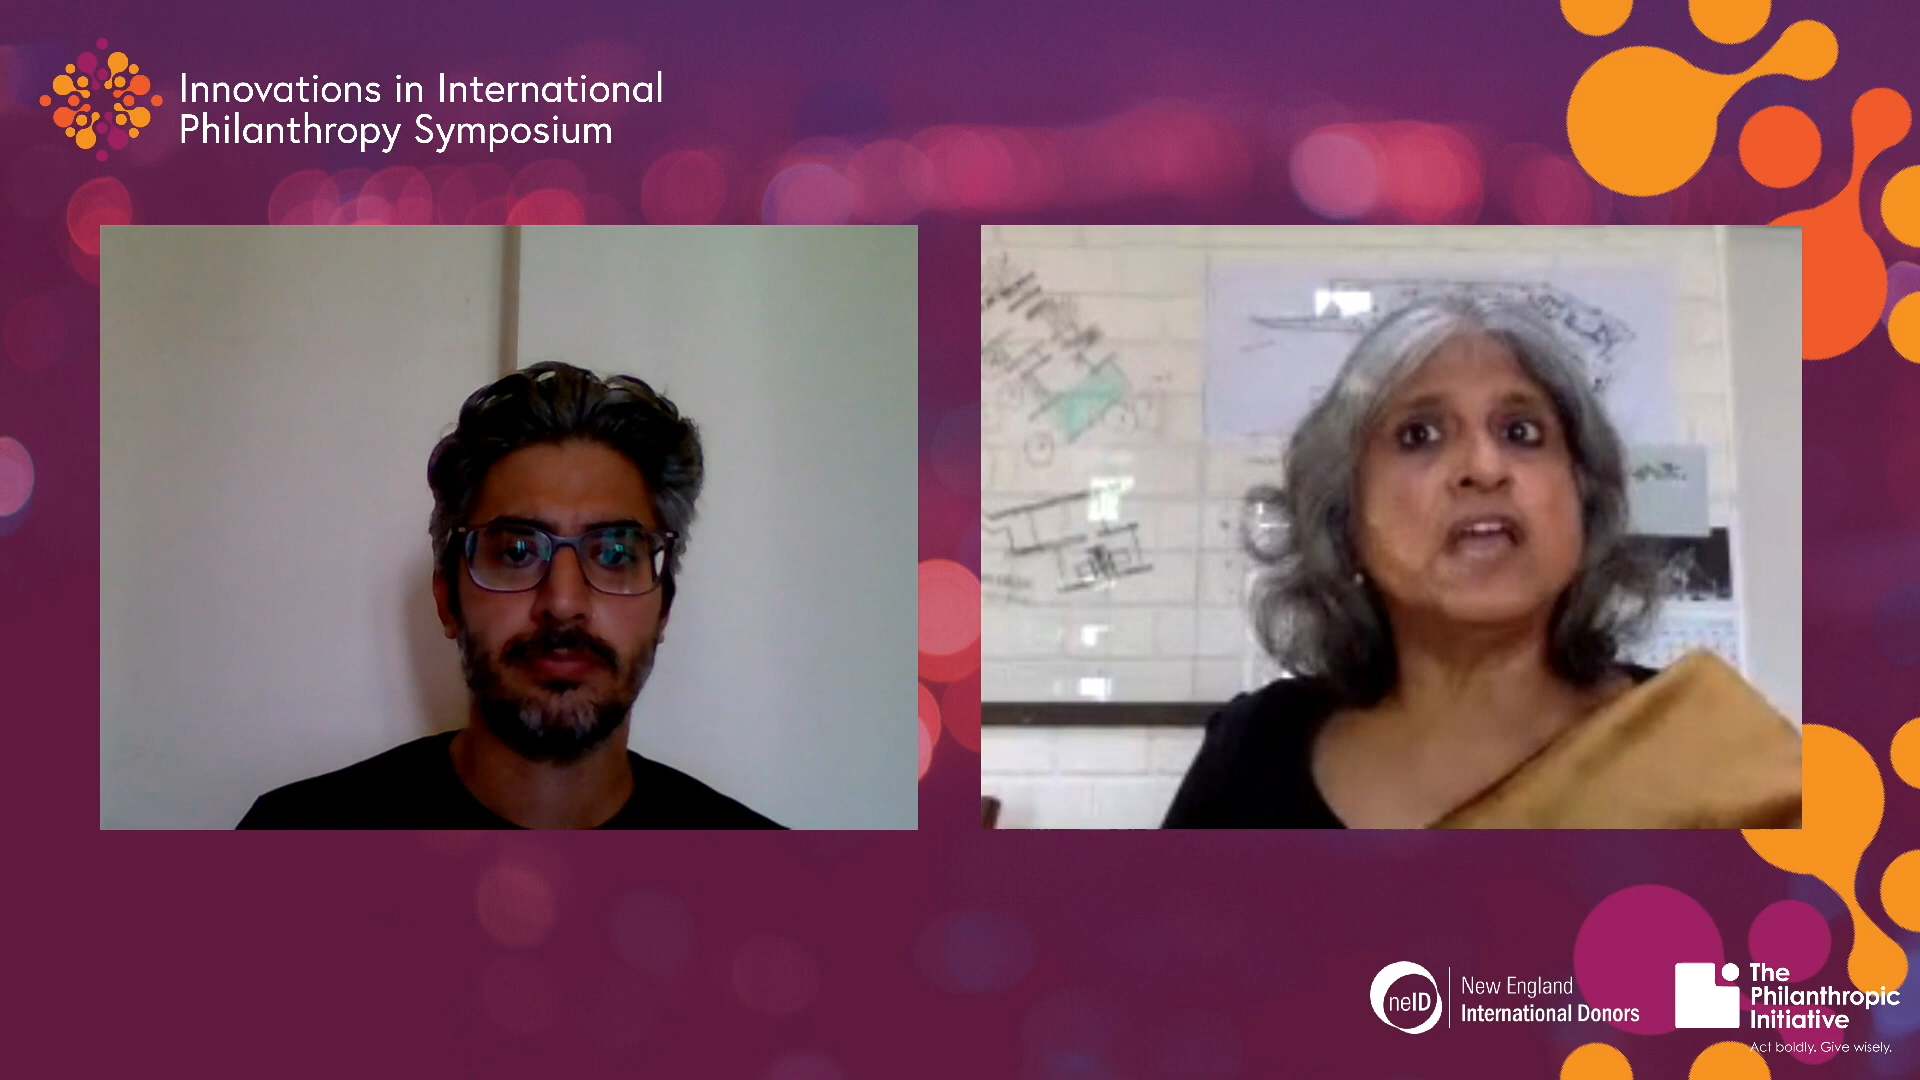 Innovations in International
Philanthropy Symposium
neID
New England
International Donors
The
Philanthropic
Initiative
Act boldly. Give wisely.